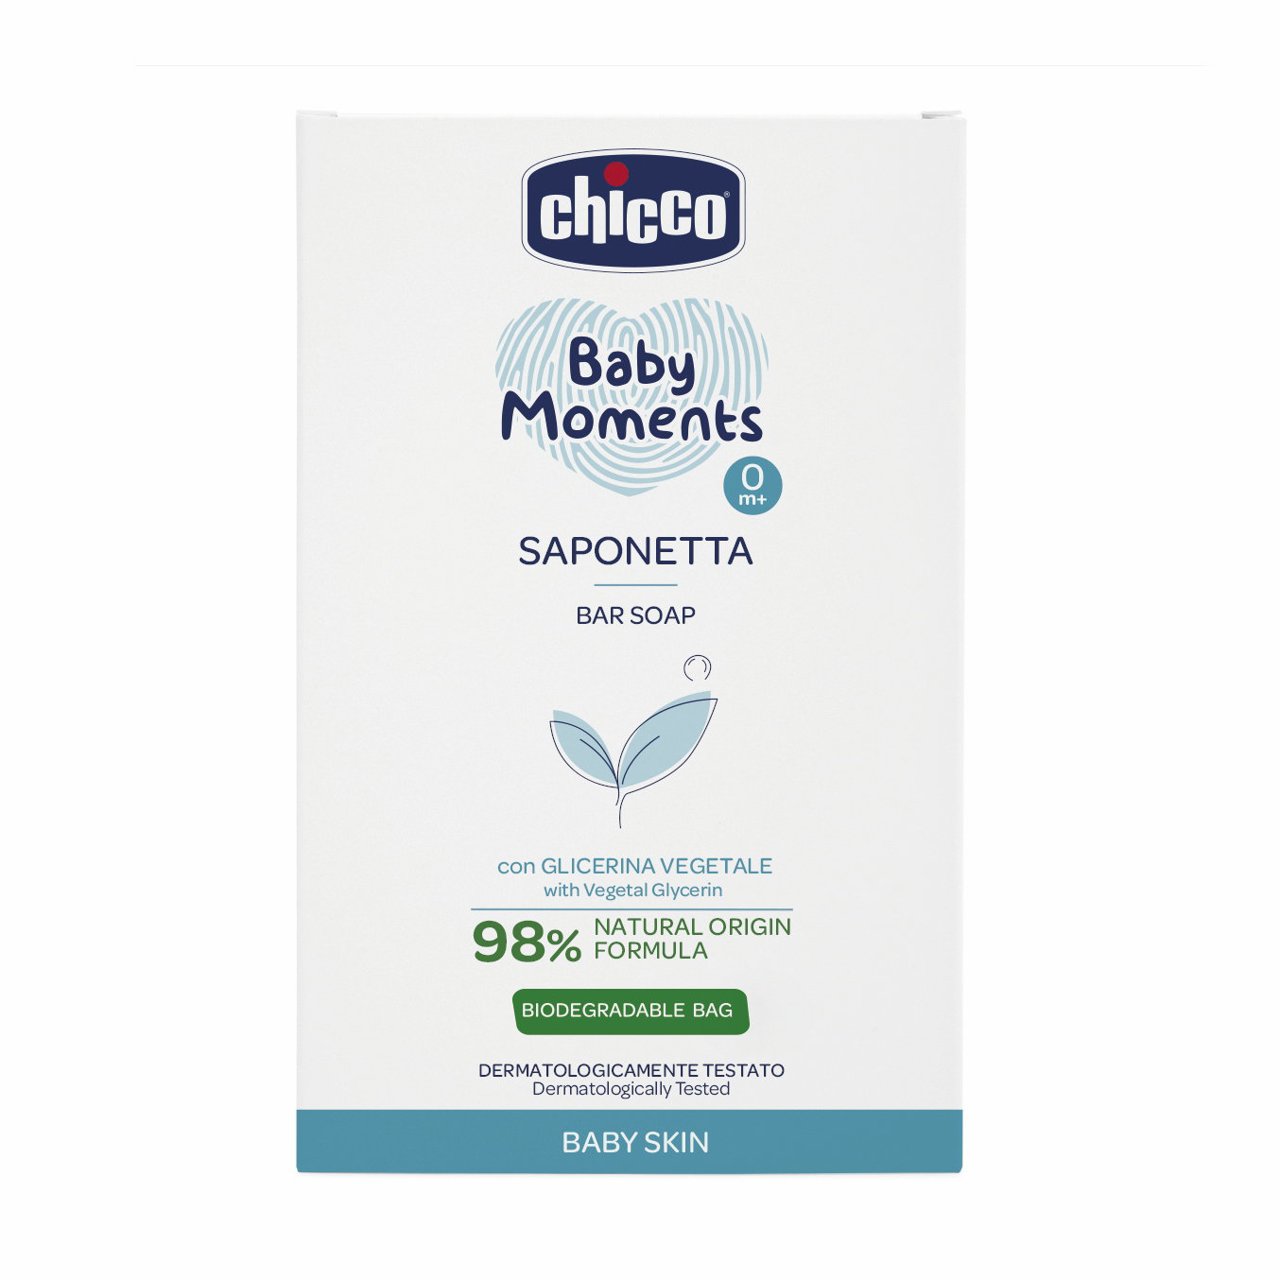 chicco®
Baby
Moments
0
m+
SAPONETTA
BAR SOAP
con GLICERINA VEGETALE
with Vegetal Glycerin
98% NATURAL ORIGIN
FORMULA
BIODEGRADABLE BAG
DERMATOLOGICAMENTE TESTATO
Dermatologically Tested
BABY SKIN